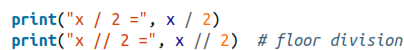 print("x / 2 =", x / 2)
print("x // 2 =", x // 2)  # floor division